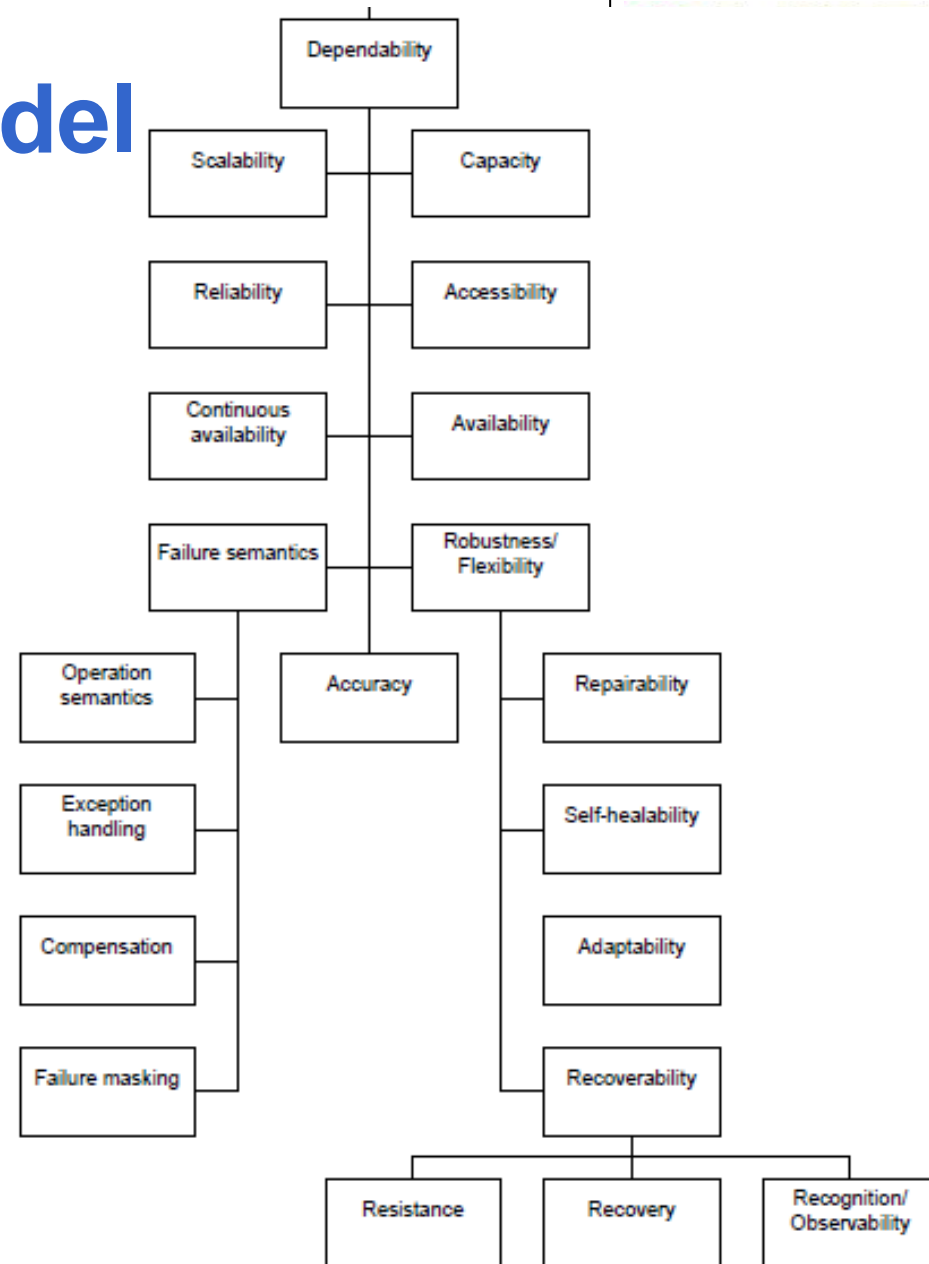 Dependability
del
Scalability
Capacity
Reliability
Accessibility
Continuous
availability
Availability
Failure semantics
Robustness/
Flexibility
Operation
semantics
Accuracy
Repairability
Exception
handling
Self-healability
Compensation
Adaptability
Failure masking
Recoverability
Resistance
Recovery
Recognition/
Observability